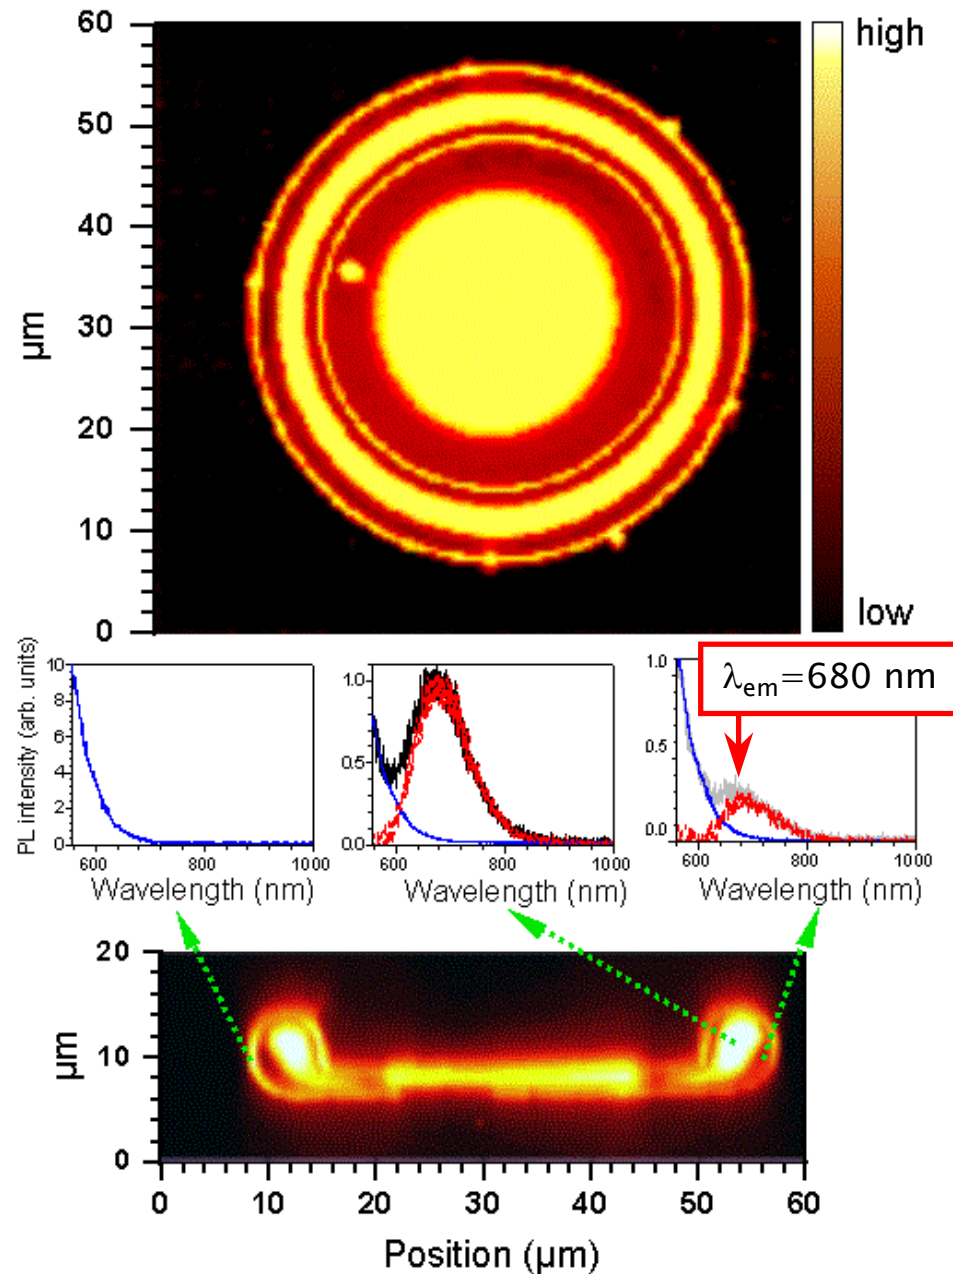 60
50
40
30
20
10
0
µm
high
low
PL intensity (arb. units)
10
8
6
4
2
0
600 800 1000
Wavelength (nm)
1.0
0.5
0.0
600 800 1000
Wavelength (nm)
1.0
0.5
0.0
600 800 1000
Wavelength (nm)
λem=680 nm
20
10
0
µm
0 10 20 30 40 50 60
Position (µm)